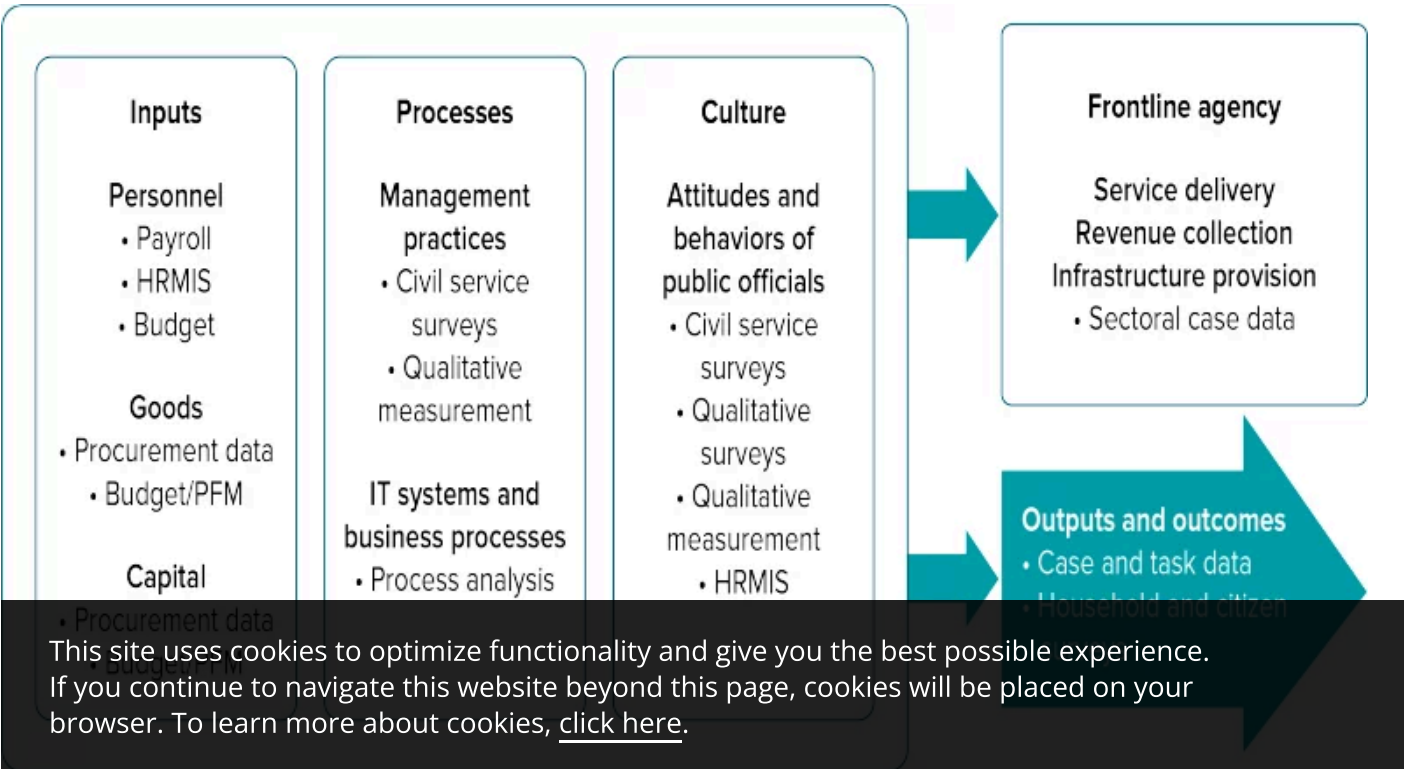 Inputs
Personnel
• Payroll
• HRMIS
• Budget
Goods
• Procurement data
• Budget/PFM
Capital
• Procurement data
• Budget/PFM
Processes
Management
practices
• Civil service
surveys
• Qualitative
measurement
IT systems and
business processes
• Process analysis
Culture
Attitudes and
behaviors of
public officials
• Civil service
surveys
• Qualitative
surveys
• Qualitative
measurement
• HRMIS
Frontline agency
Service delivery
Revenue collection
Infrastructure provision
• Sectoral case data
Outputs and outcomes
• Case and task data
• Household and citizen
This site uses cookies to optimize functionality and give you the best possible experience.
If you continue to navigate this website beyond this page, cookies will be placed on your
browser. To learn more about cookies, click here.